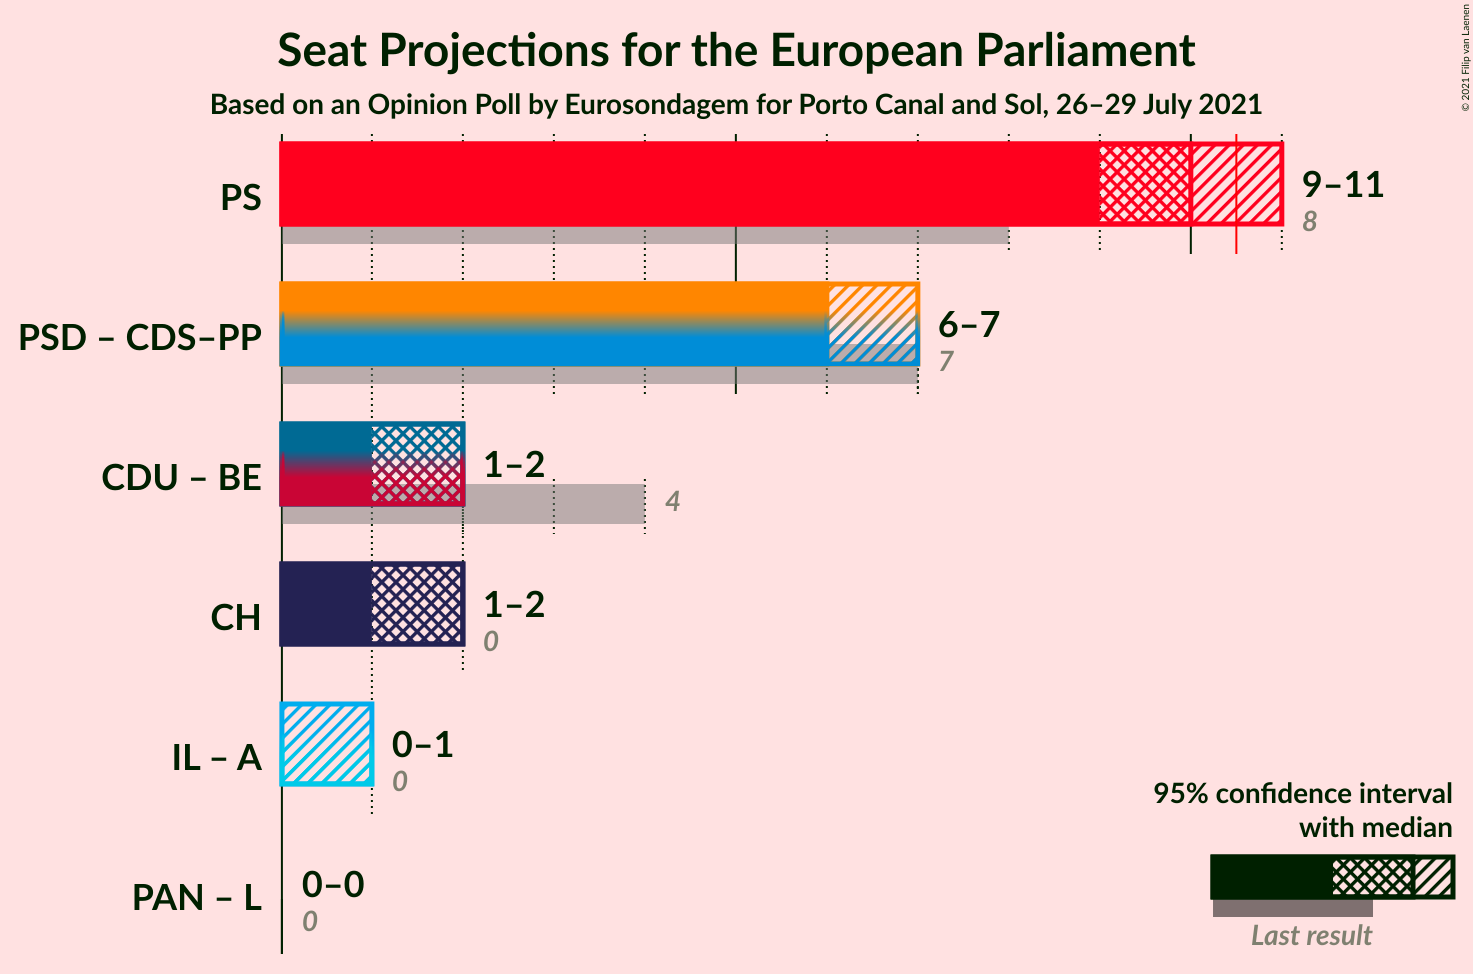 Seat Projections for the European Parliament
Based on an Opinion Poll by Eurosondagem for Porto Canal and Sol, 26–29 July 2021
© 2021 Filip van Laenen
PS
9–11
8
PSD – CDS–PP
6–7
7
CDU – BE
1–2
4
CH
1–2
0
IL – A
0–1
0
PAN – L
0–0
0
95% confidence interval
with median
Last result